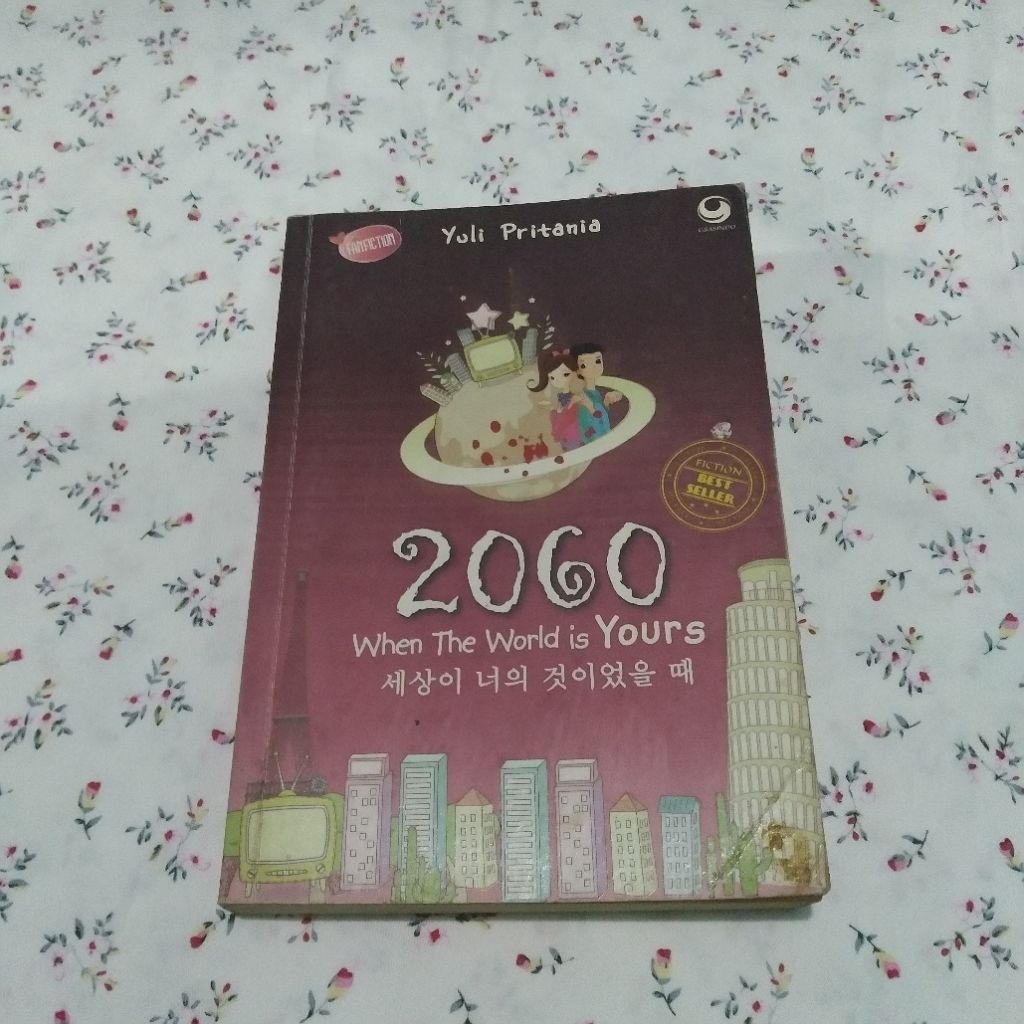 FANFICTION
Yuli Pritania
GRASINDO
FICTION
BEST
SELLER
2060
When The World is Yours
세상이 너의 것이었을 때